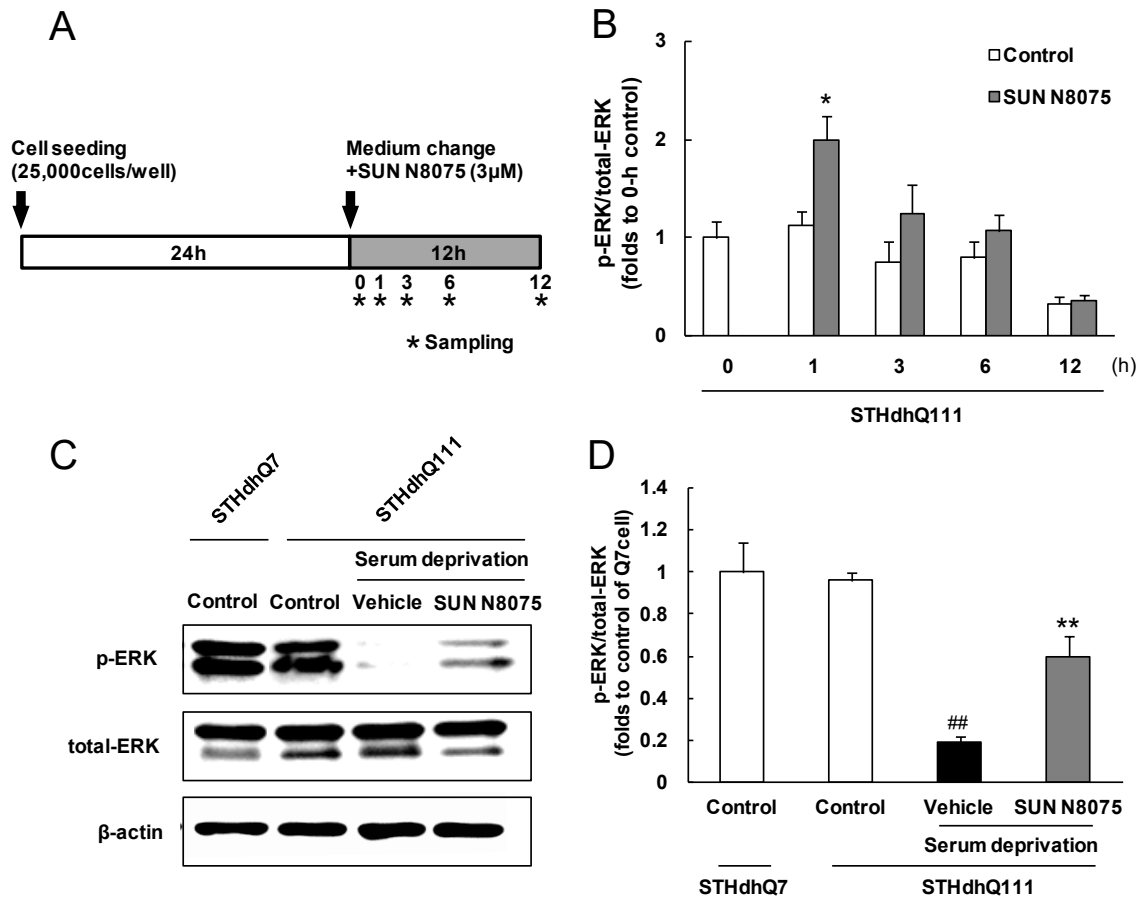 A
Cell seeding
(25,000cells/well)
Medium change
+SUN N8075 (3μM)
24h
12h
0 1 3 6 12
* * * * *
* Sampling
B
p-ERK/total-ERK
(folds to 0-h control)
3
2
1
0
Control
SUN N8075
*
0 1 3 6 12 (h)
STHdhQ111
C
STHdhQ7
STHdhQ111
Serum deprivation
Control Control Vehicle SUN N8075
p-ERK
total-ERK
β-actin
D
p-ERK/total-ERK
(folds to control of Q7cell)
1.4
1.2
1
0.8
0.6
0.4
0.2
0
##
**
Control Control Vehicle SUN N8075
Serum deprivation
STHdhQ7 STHdhQ111